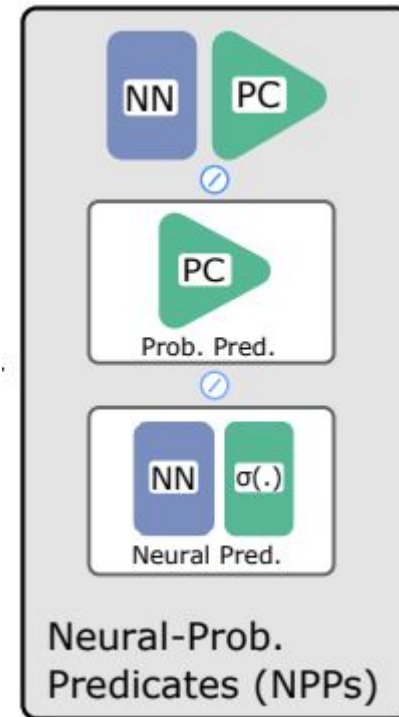 NN PC
PC
Prob. Pred.
NN σ(.)
Neural Pred.
Neural-Prob.
Predicates (NPPs)